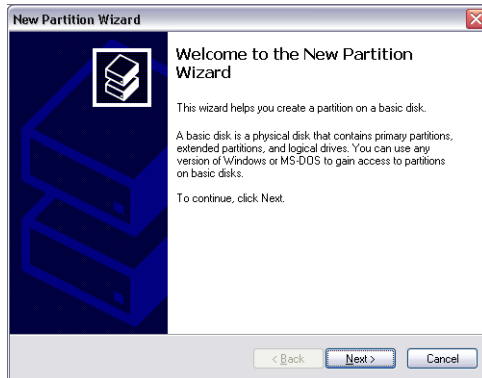 New Partition Wizard
Welcome to the New Partition
Wizard
This wizard helps you create a partition on a basic disk.
A basic disk is a physical disk that contains primary partitions,
extended partitions, and logical drives. You can use any
version of Windows or MS-DOS to gain access to partitions
on basic disks.
To continue, click Next.
< Back
Next >
Cancel